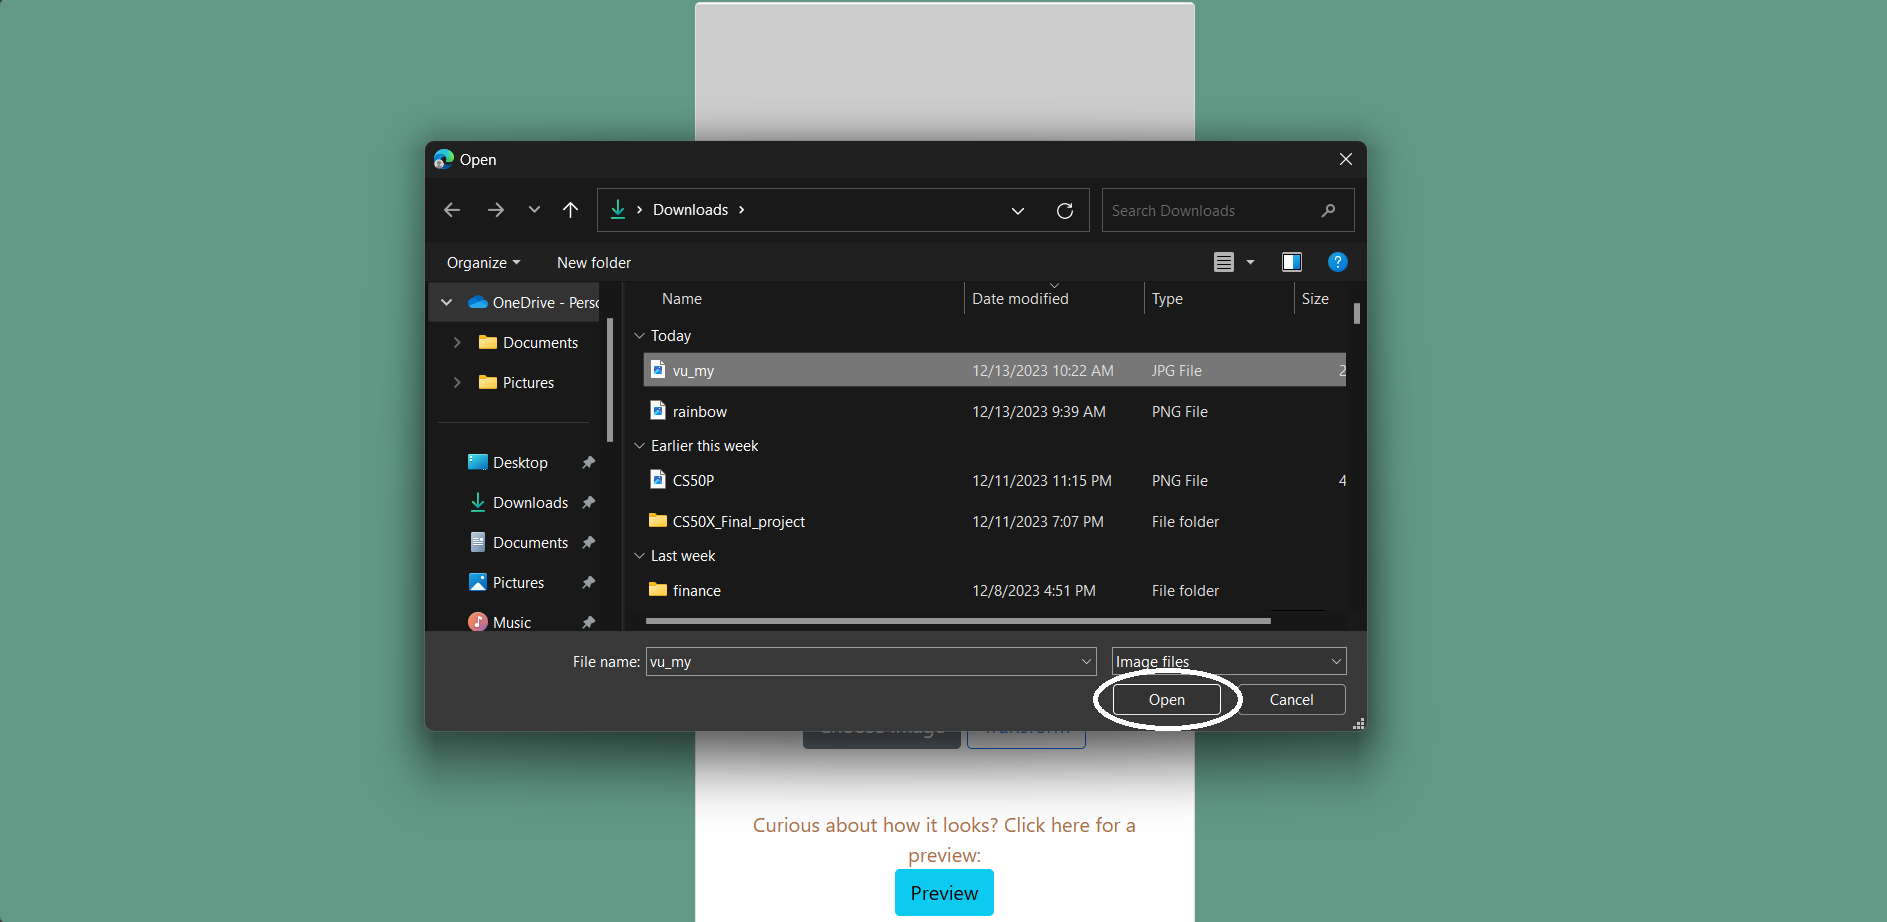 Open
Downloads
Search Downloads
Organize
New folder
?
OneDrive - Perso
Documents
Pictures
Desktop
Downloads
Documents
Pictures
Music
Name Date modified Type Size
Today
vu_my 12/13/2023 10:22 AM JPG File 2
rainbow 12/13/2023 9:39 AM PNG File
Earlier this week
CS50P 12/11/2023 11:15 PM PNG File 4
CS50X_Final_project 12/11/2023 7:07 PM File folder
Last week
finance 12/8/2023 4:51 PM File folder
File name: vu_my Image files
Open Cancel
Choose Image Transform
Curious about how it looks? Click here for a
preview:
Preview